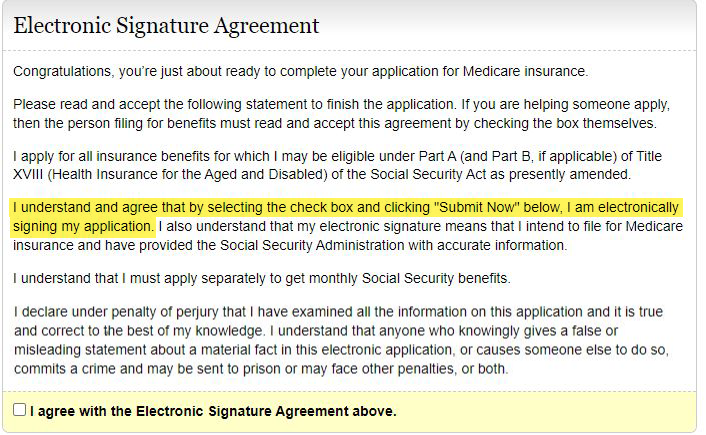 Electronic Signature Agreement
Congratulations, you're just about ready to complete your application for Medicare insurance.
Please read and accept the following statement to finish the application. If you are helping someone apply,
then the person filing for benefits must read and accept this agreement by checking the box themselves.
I apply for all insurance benefits for which I may be eligible under Part A (and Part B, if applicable) of Title
XVIII (Health Insurance for the Aged and Disabled) of the Social Security Act as presently amended.
I understand and agree that by selecting the check box and clicking "Submit Now" below, I am electronically
signing my application. I also understand that my electronic signature means that I intend to file for Medicare
insurance and have provided the Social Security Administration with accurate information.
I understand that I must apply separately to get monthly Social Security benefits.
I declare under penalty of perjury that I have examined all the information on this application and it is true
and correct to the best of my knowledge. I understand that anyone who knowingly gives a false or
misleading statement about a material fact in this electronic application, or causes someone else to do so,
commits a crime and may be sent to prison or may face other penalties, or both.
I agree with the Electronic Signature Agreement above.